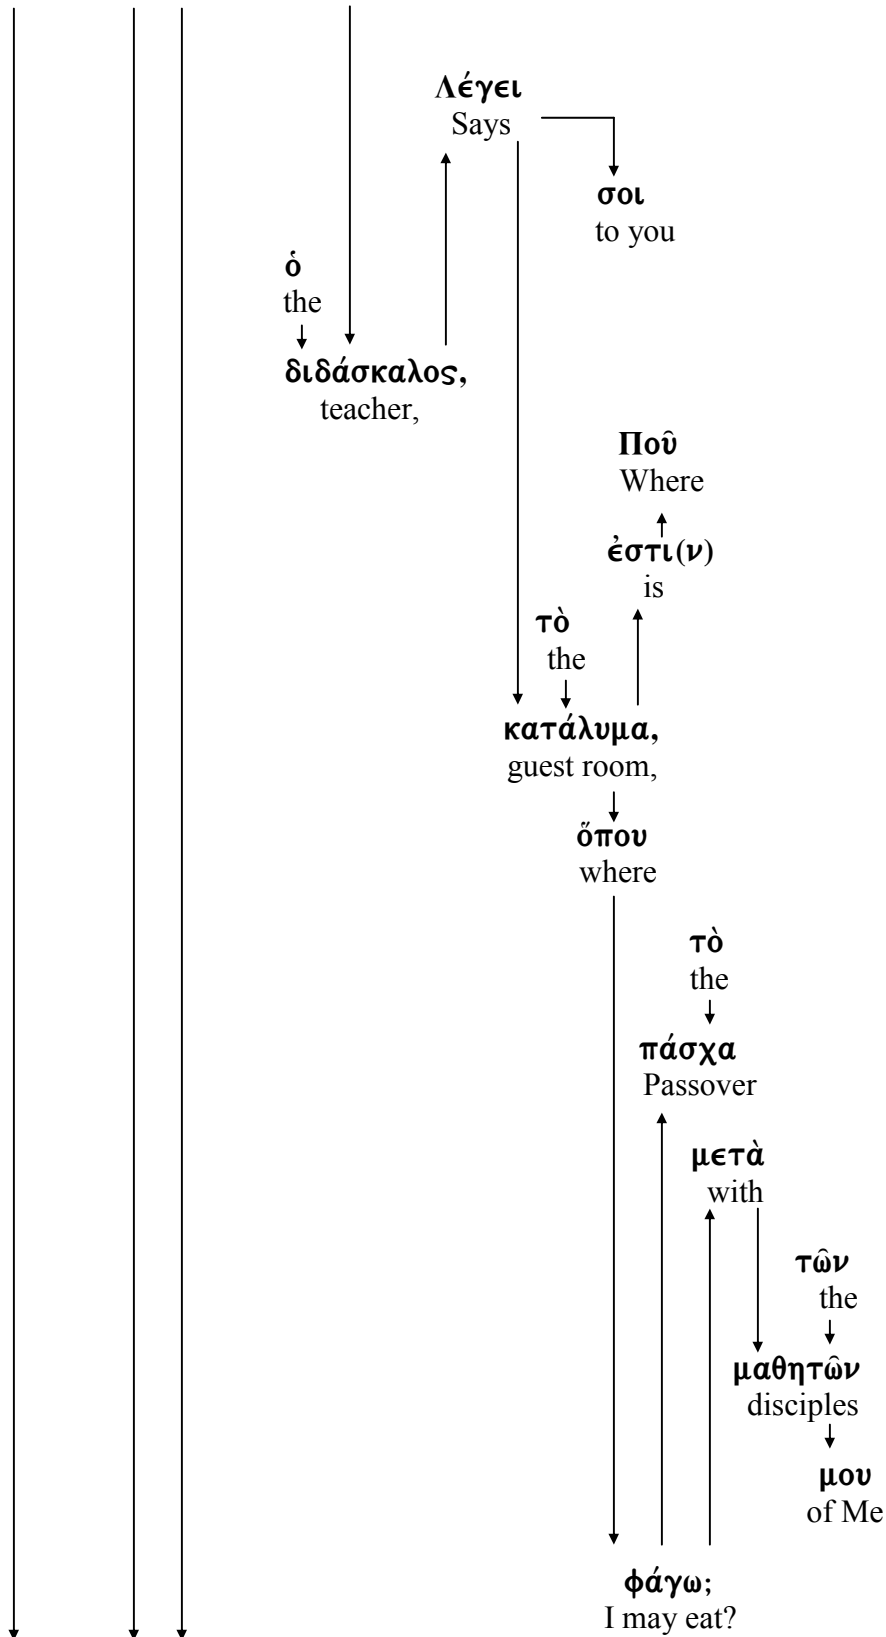 Λέγει
Says
σοι
to you
ὁ
the
διδάσκαλος,
teacher,
Ποῦ
Where
ἐστι(ν)
is
τὸ
the
κατάλυμα,
guest room,
ὅπου
where
τὸ
the
πάσχα
Passover
μετὰ
with
τῶν
the
μαθητῶν
disciples
μου
of Me
φάγω;
I may eat?